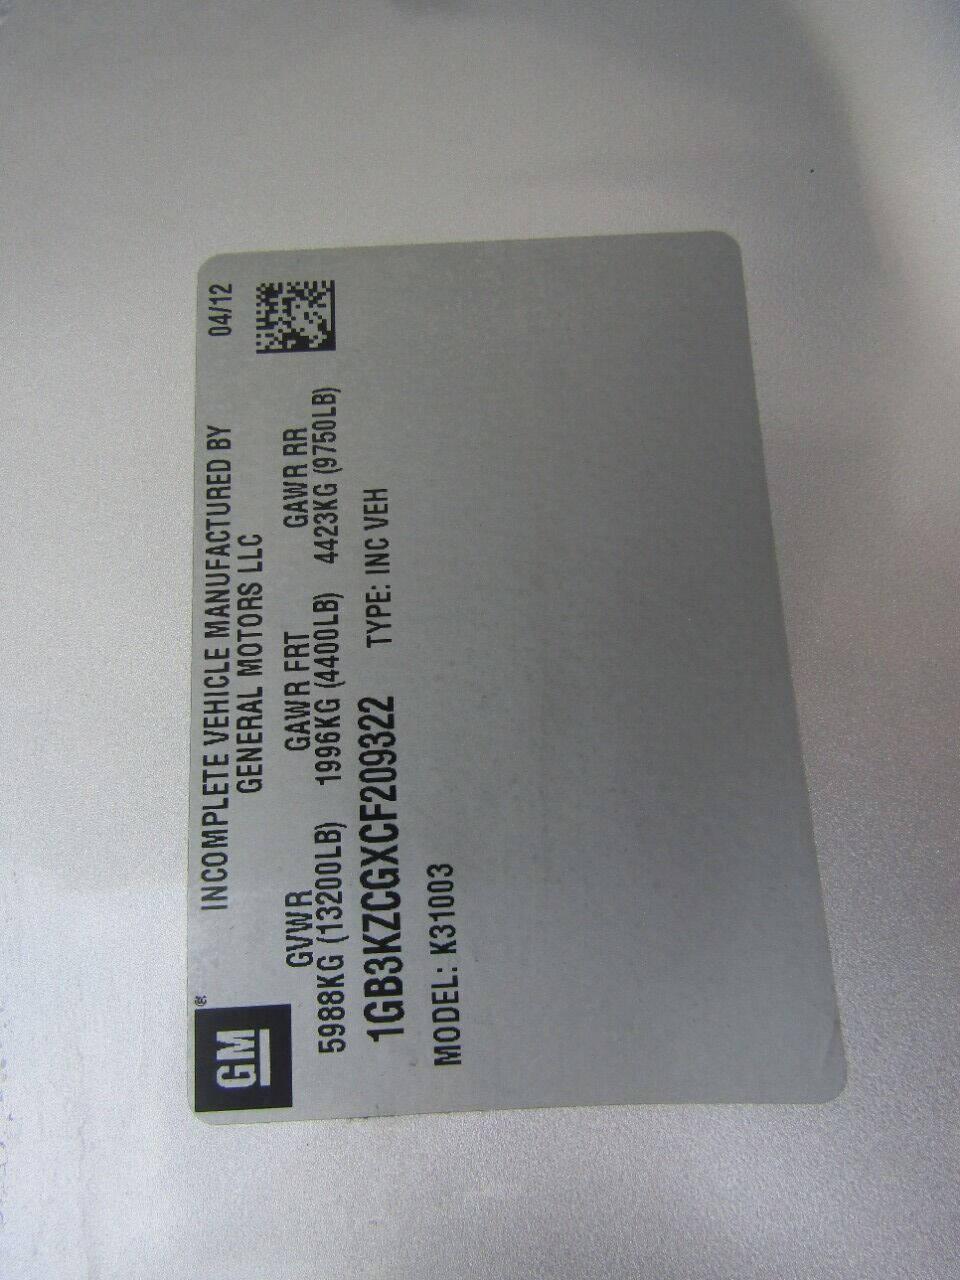 GM®
INCOMPLETE VEHICLE MANUFACTURED BY 04/12
GENERAL MOTORS LLC
GVWR GAWR FRT GAWR RR
5988KG (13200LB) 1996KG (4400LB) 4423KG (9750LB)
1GB3KZCGXCF209322 TYPE: INC VEH
MODEL: K31003